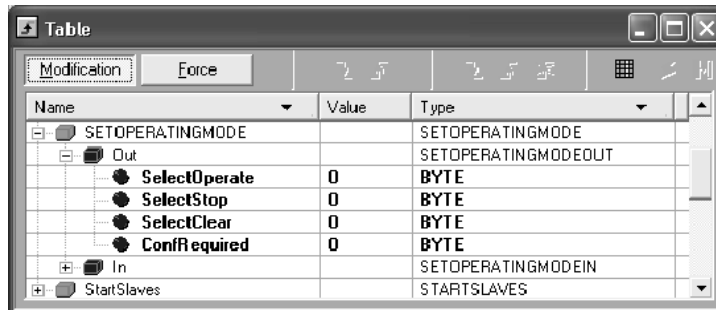 Table
Modification Force
Name Value Type
SETOPERATINGMODE SETOPERATINGMODE
Out SETOPERATINGMODEOUT
SelectOperate 0 BYTE
SelectStop 0 BYTE
SelectClear 0 BYTE
ConfRequired 0 BYTE
In SETOPERATINGMODEIN
StartSlaves STARTSLAVES